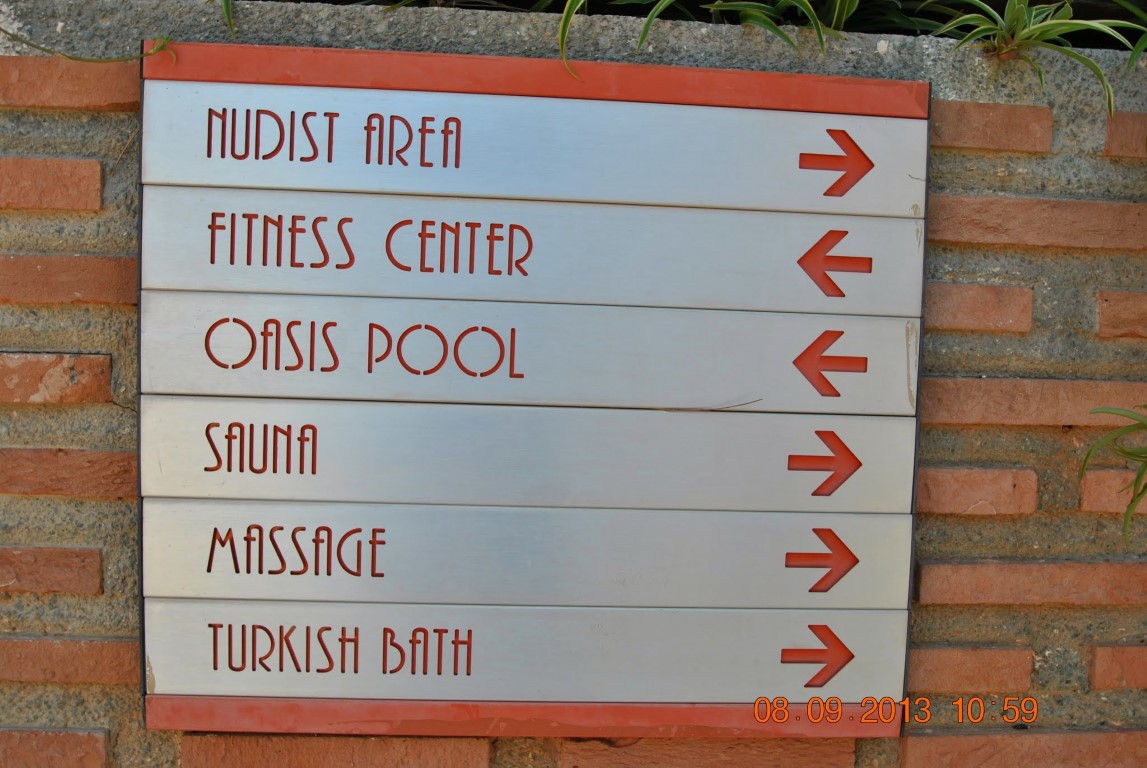 NUDIST AREA
FITNESS CENTER
OASIS POOL
SAUNA
MASSAGE
TURKISH BATH
08.09.2013 10:59